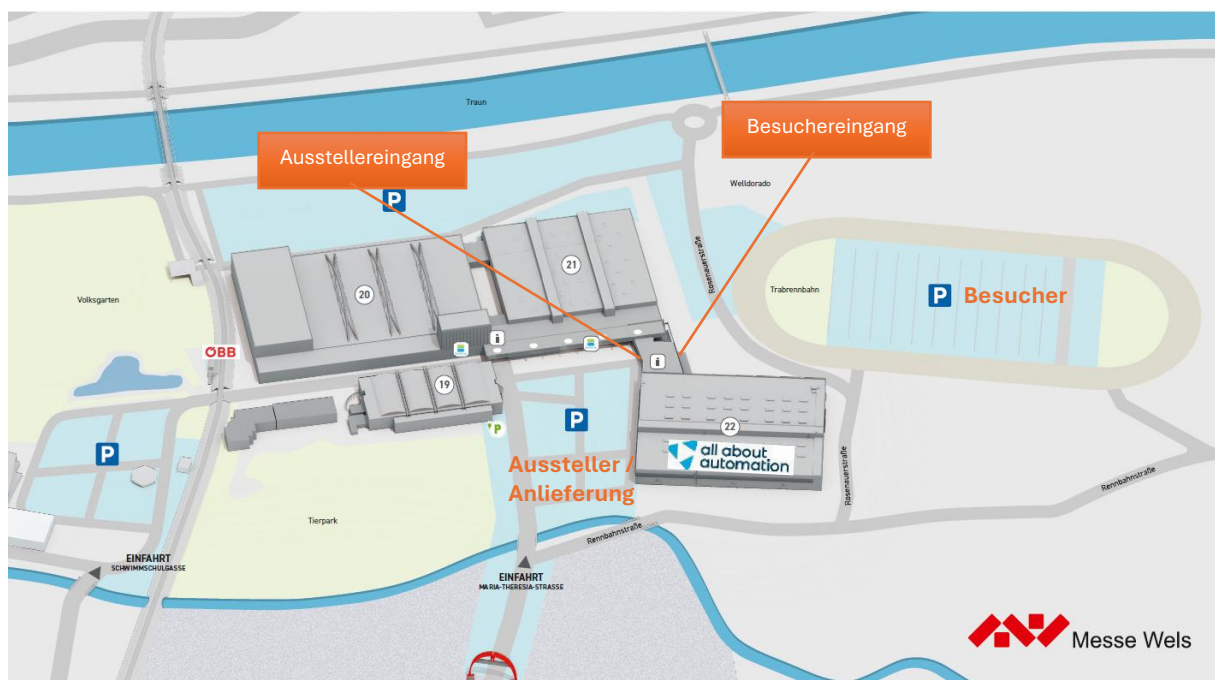 Traun
Besuchereingang
Ausstellereingang
P
Welldorado
Rosenauerstraße
21
20
Volksgarten
Trabrennbahn
P Besucher
i
i
ÖBB
19
P
P
22
P
all about
automation
Aussteller /
Anlieferung
Rosenauerstraße
Rennbahnstraße
Tierpark
Rennbahnstraße
EINFAHRT
SCHWIMMSCHULGASSE
EINFAHRT
MARIA-THERESIA-STRASSE
Messe Wels